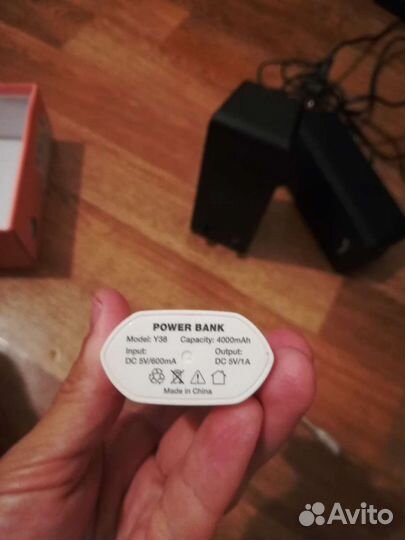 POWER BANK
Model: Y38 Capacity: 4000mAh
Input: Output:
DC 5V/600mA DC 5V/1A
Made in China
Avito